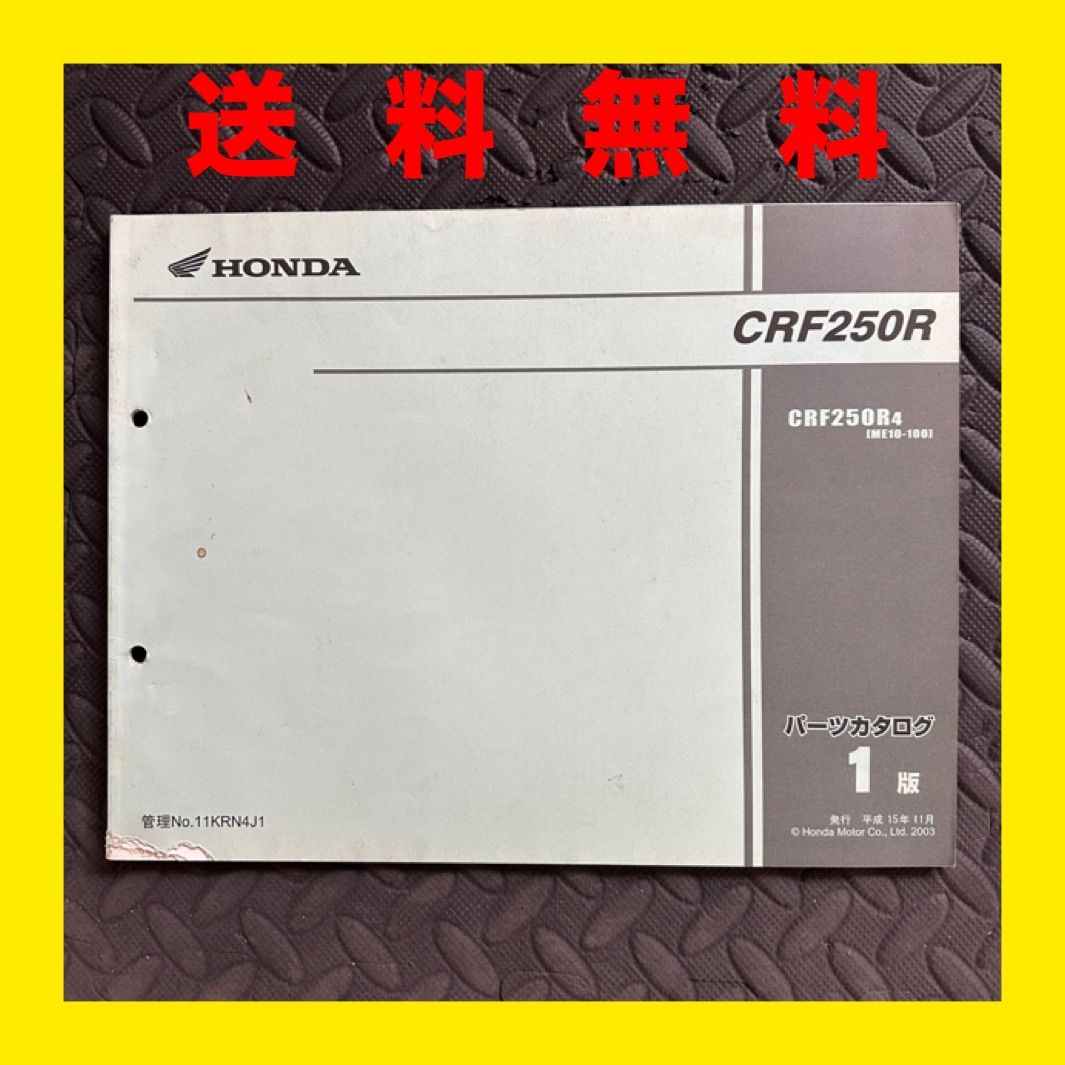 送料無料
HONDA
CRF250R
CRF250R4
[ME10-100]
パーツカタログ
1版
管理No.11KRN4J1
発行 平成15年11月
© Honda Motor Co., Ltd. 2003